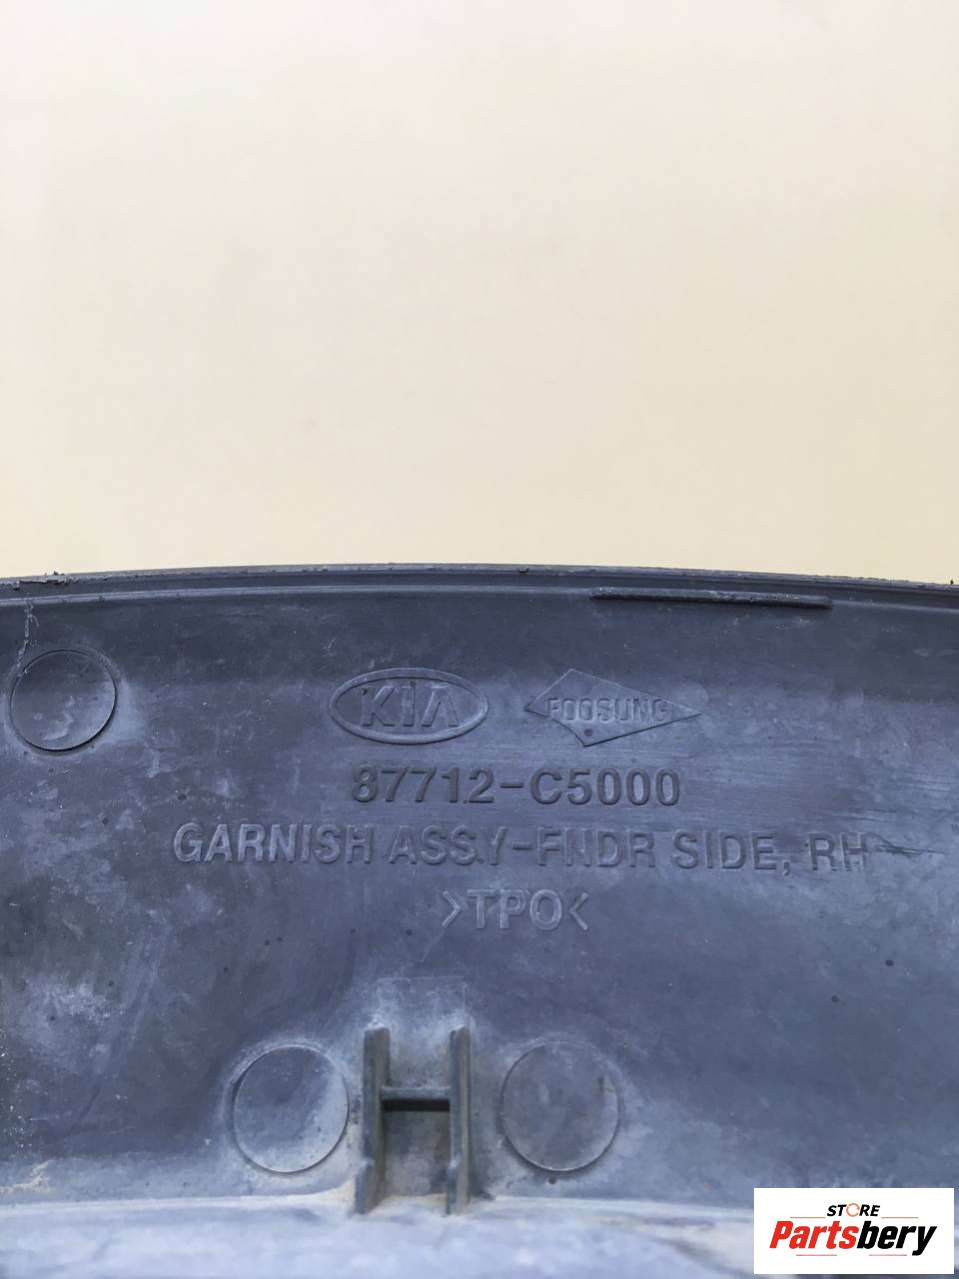 KIA FOOSUNG
87712-C5000
GARNISH ASSY-FNDR SIDE, RH
>TPO<
STORE
Partsbery